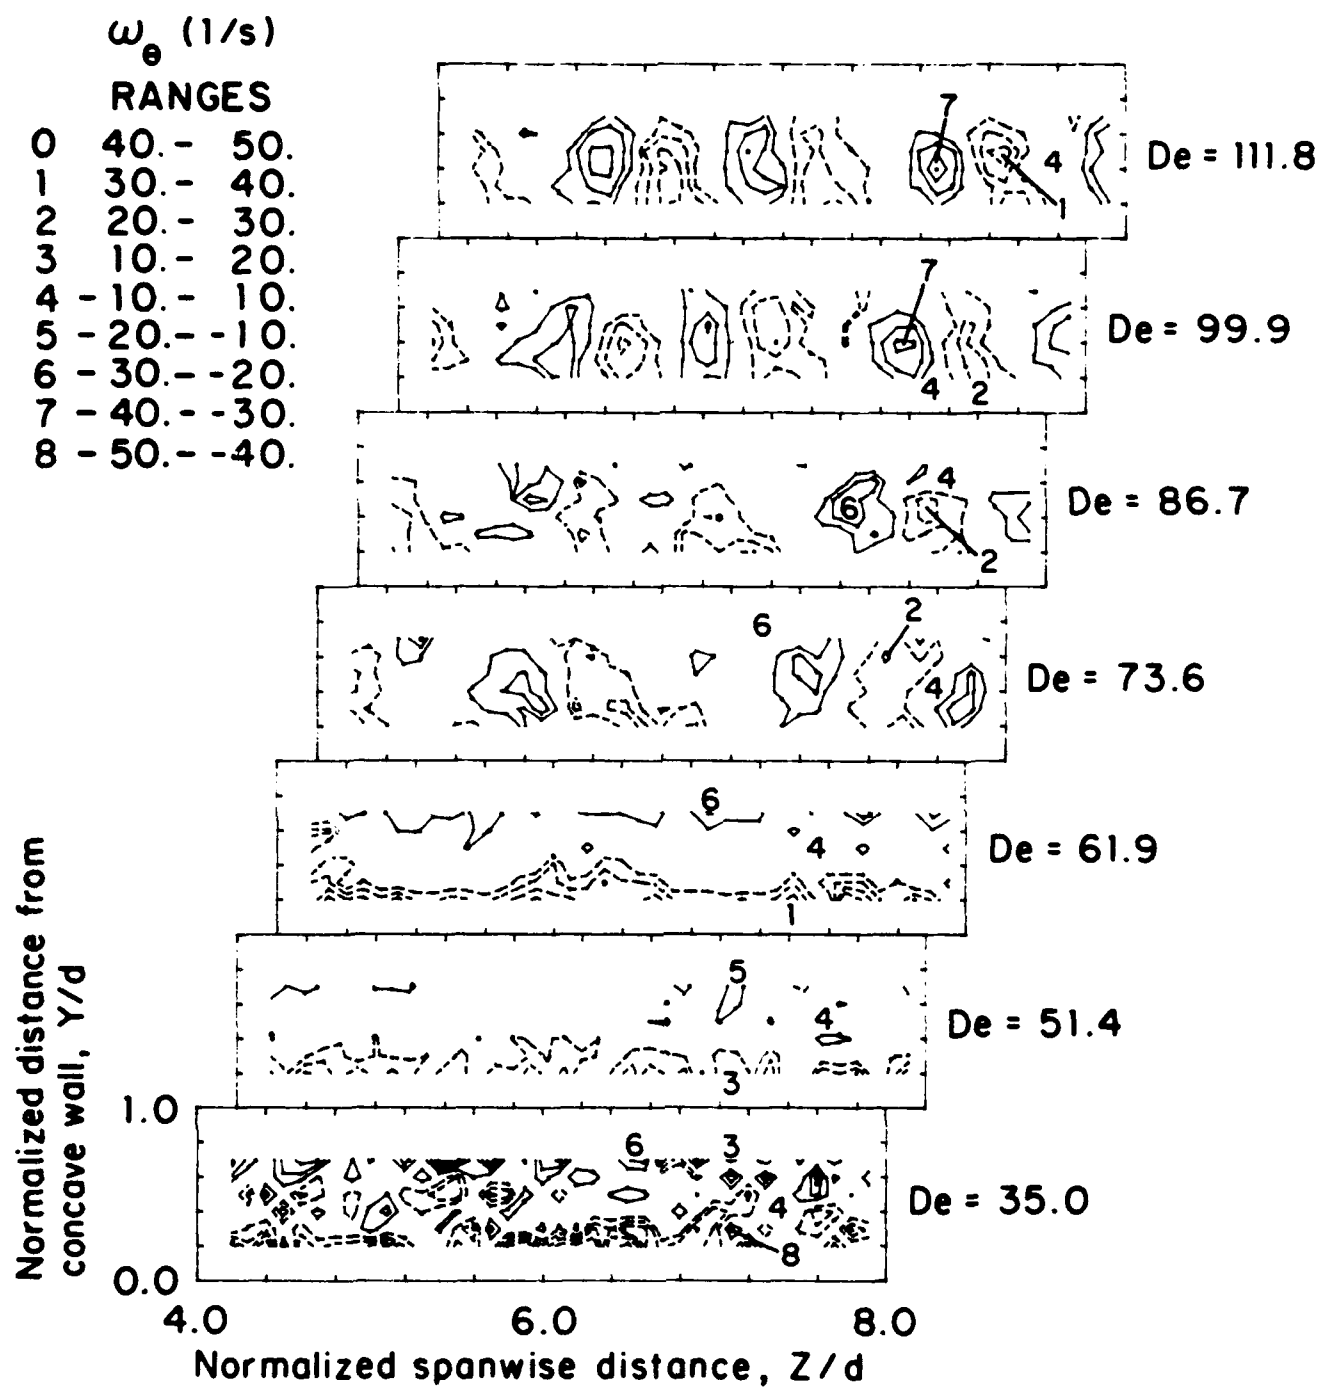 ωθ (1/s)
RANGES
0 40.- 50.
1 30.- 40.
2 20.- 30.
3 10.- 20.
4 -10.- 10.
5 -20.--10.
6 -30.--20.
7 -40.--30.
8 -50.--40.
7
4
1
De = 111.8
7
4 2
De = 99.9
4
6
2
De = 86.7
6 2
4
De = 73.6
6
4
1
De = 61.9
5
4
3
De = 51.4
6 3
4
8
De = 35.0
Normalized distance from
concave wall, Y/d
1.0
0.0
4.0 6.0 8.0
Normalized spanwise distance, Z/d